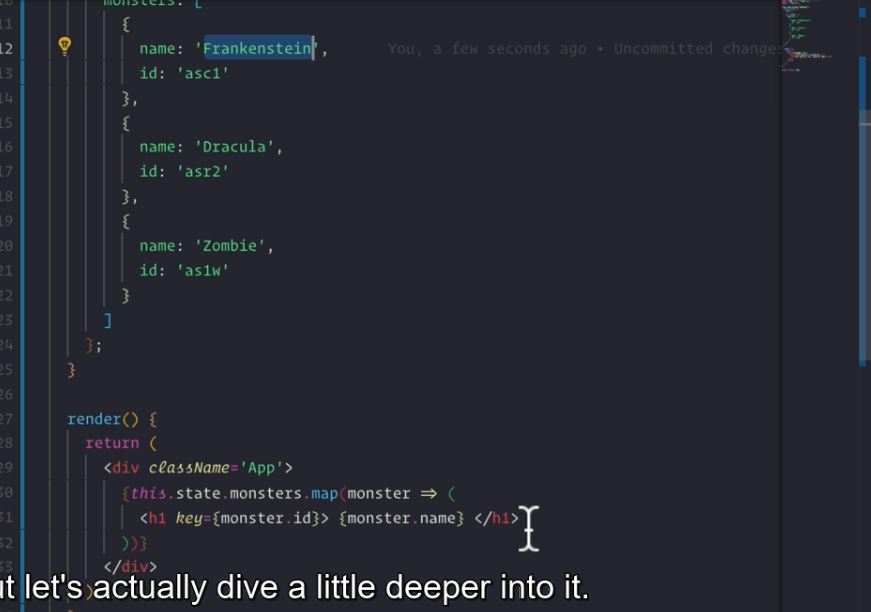 monsters: [
11 {
12 name: 'Frankenstein', You, a few seconds ago • Uncommitted changes
13 id: 'asc1'
14 },
15 {
16 name: 'Dracula',
17 id: 'asr2'
18 },
19 {
20 name: 'Zombie',
21 id: 'as1w'
22 }
23 ]
24 };
25 }
26
27 render() {
28 return (
29 <div className='App'>
30 {this.state.monsters.map(monster => (
31 <h1 key={monster.id}> {monster.name} </h1>
32 ))}
33 </div>
)
let's actually dive a little deeper into it.